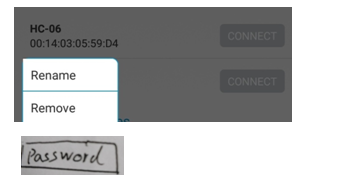 HC-06
00:14:03:05:59:D4
CONNECT
Rename
CONNECT
Remove
Password